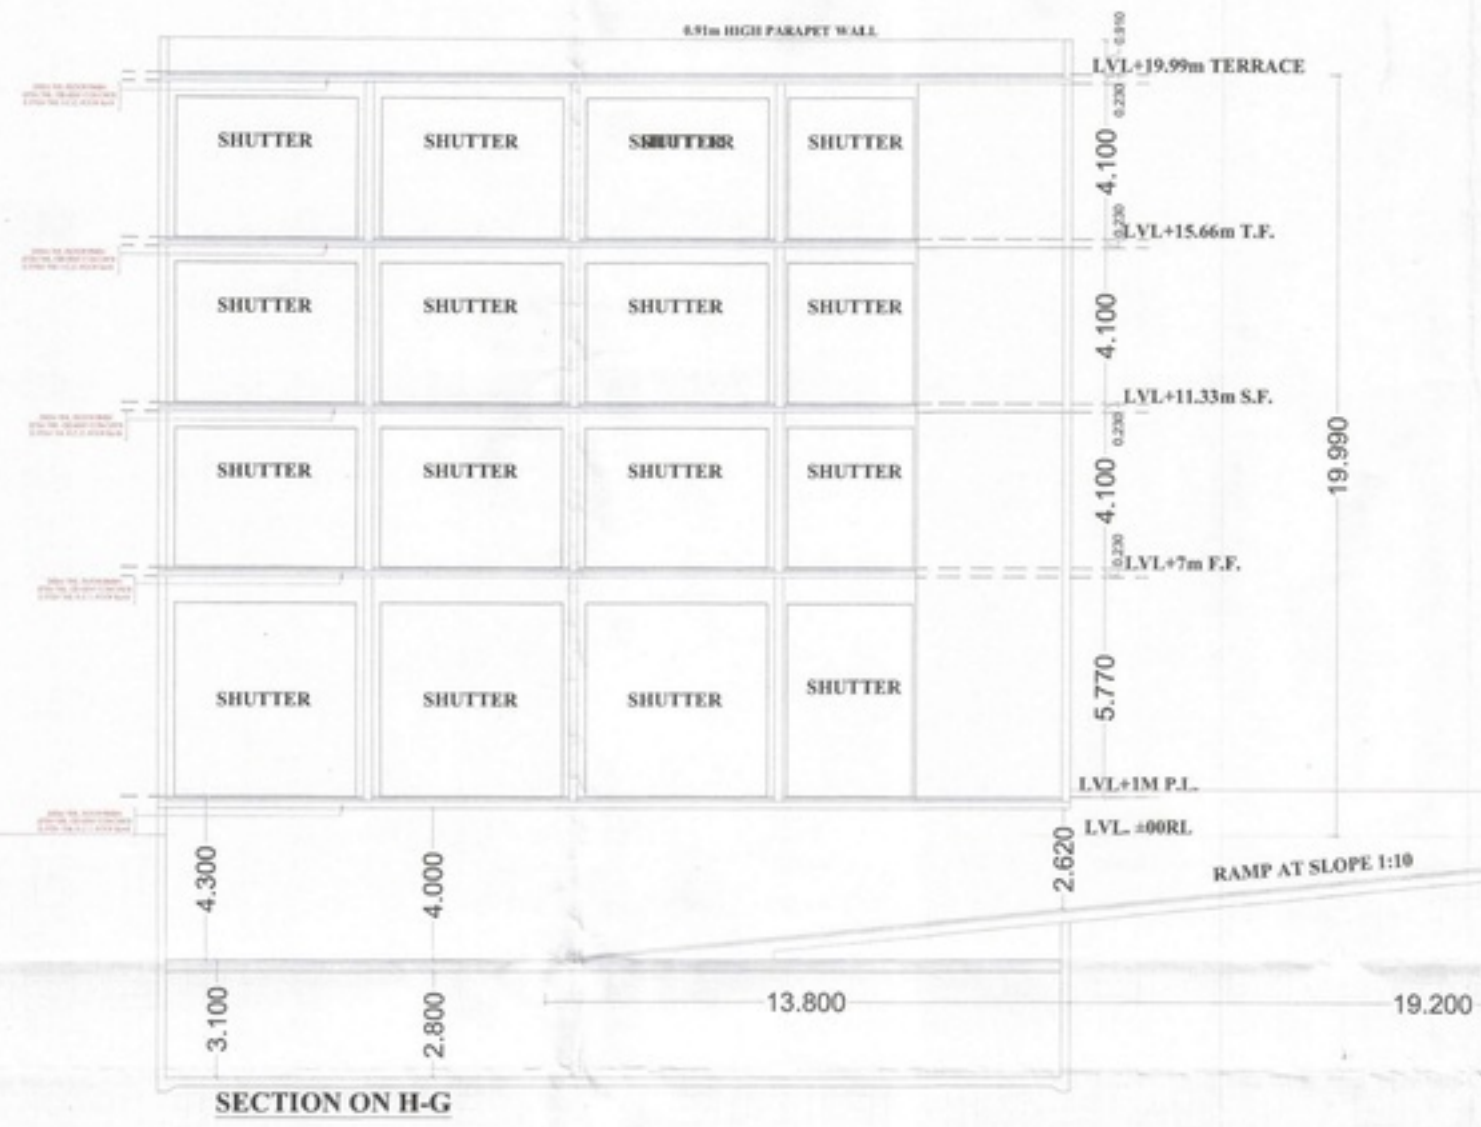 0.91m HIGH PARAPET WALL
0.910
LVL+19.99m TERRACE
0.230
SHUTTER SHUTTER SHUTTER SHUTTER
4.100
0.230
LVL+15.66m T.F.
SHUTTER SHUTTER SHUTTER SHUTTER
4.100
LVL+11.33m S.F.
0.230
19.990
SHUTTER SHUTTER SHUTTER SHUTTER
4.100
0.230
LVL+7m F.F.
SHUTTER SHUTTER SHUTTER SHUTTER
5.770
LVL+1M P.L.
LVL. ±00RL
4.300
4.000
2.620
RAMP AT SLOPE 1:10
3.100
2.800
13.800
19.200
SECTION ON H-G